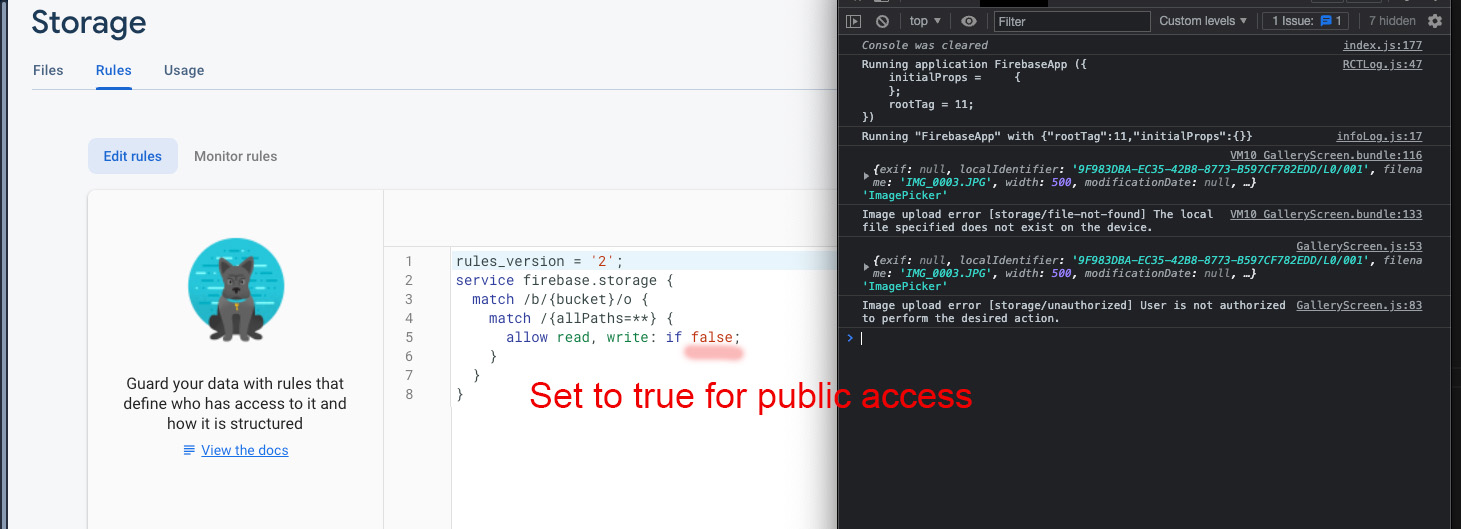 Storage
Files Rules Usage
Edit rules Monitor rules
Guard your data with rules that
define who has access to it and
how it is structured
View the docs
1 rules_version = '2';
2 service firebase.storage {
3 match /b/{bucket}/o {
4 match /{allPaths=**} {
5 allow read, write: if false;
6 }
7 }
8 }
Set to true for public access
top ▼ Filter Custom levels ▼ 1 Issue: 1 7 hidden
Console was cleared index.js:177
Running application FirebaseApp ({ RCTLog.js:47
initialProps = {
};
rootTag = 11;
})
Running "FirebaseApp" with {"rootTag":11,"initialProps":{}} infoLog.js:17
VM10 GalleryScreen.bundle:116
{exif: null, localIdentifier: '9F983DBA-EC35-42B8-8773-B597CF782EDD/L0/001', filena
me: 'IMG_0003.JPG', width: 500, modificationDate: null, …}
'ImagePicker'
Image upload error [storage/file-not-found] The local VM10 GalleryScreen.bundle:133
file specified does not exist on the device.
GalleryScreen.js:53
{exif: null, localIdentifier: '9F983DBA-EC35-42B8-8773-B597CF782EDD/L0/001', filena
me: 'IMG_0003.JPG', width: 500, modificationDate: null, …}
'ImagePicker'
Image upload error [storage/unauthorized] User is not authorized GalleryScreen.js:83
to perform the desired action.
>